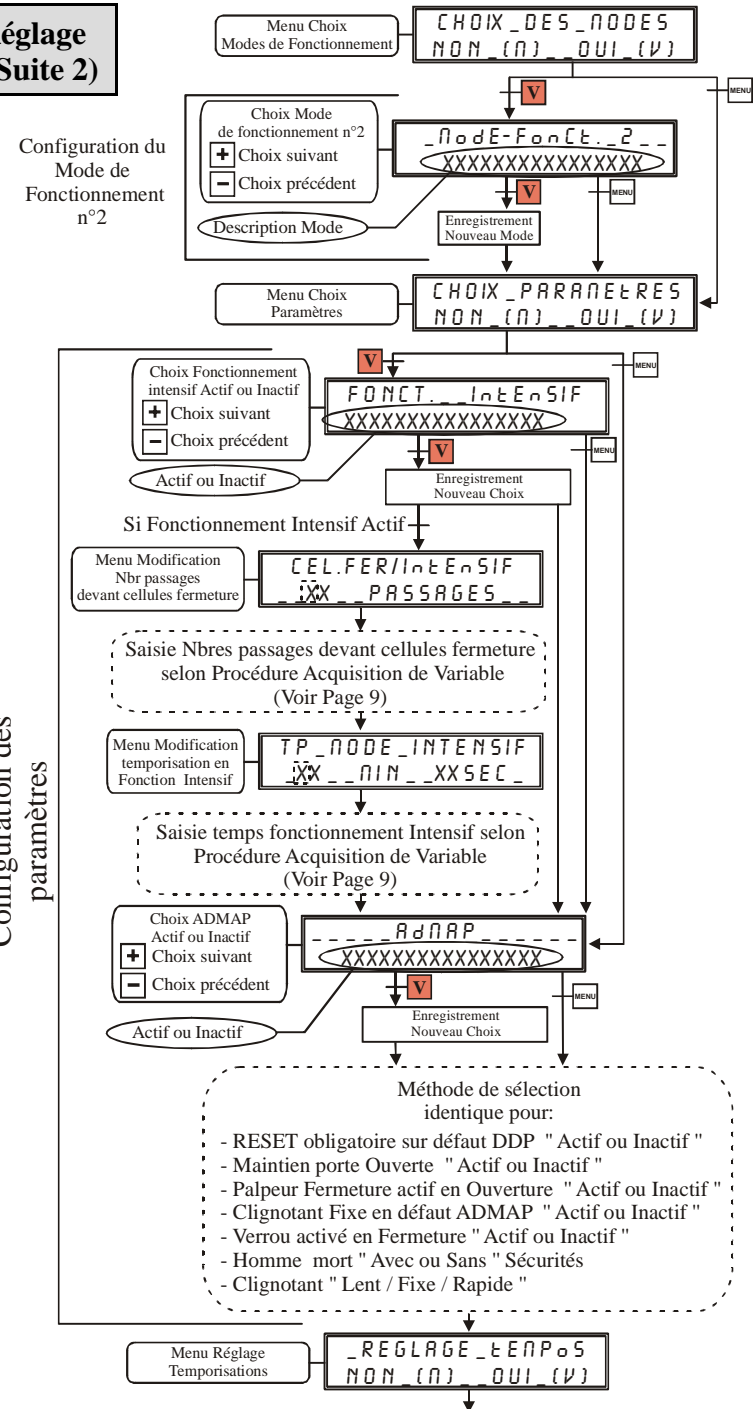 Réglage
(Suite 2)
Menu Choix
Modes de Fonctionnement
CHOIX_DES_MODES
NON_(M)__OUI_(V)
V
MENU
Configuration du
Mode de
Fonctionnement
n°2
Choix Mode
de fonctionnement n°2
+ Choix suivant
- Choix précédent
_ModE-FonCt._2__
XXXXXXXXXXXXXXXX
Description Mode
V
MENU
Enregistrement
Nouveau Mode
Menu Choix
Paramètres
CHOIX_PARAMEtRES
NON_(M)__OUI_(V)
V
MENU
Choix Fonctionnement
intensif Actif ou Inactif
+ Choix suivant
- Choix précédent
FONCT.__IntEnSIF
XXXXXXXXXXXXXXXX
Actif ou Inactif
V
MENU
Enregistrement
Nouveau Choix
Si Fonctionnement Intensif Actif
Menu Modification
Nbr passages
devant cellules fermeture
CEL.FER/IntEnSIF
__XX__PASSAGES__
Saisie Nbres passages devant cellules fermeture
selon Procédure Acquisition de Variable
(Voir Page 9)
Configuration des
paramètres
Menu Modification
temporisation en
Fonction Intensif
TP_MODE_INTENSIF
_XX__MIN__XXSEC_
Saisie temps fonctionnement Intensif selon
Procédure Acquisition de Variable
(Voir Page 9)
Choix ADMAP
Actif ou Inactif
+ Choix suivant
- Choix précédent
_____AdMAP______
XXXXXXXXXXXXXXXX
Actif ou Inactif
V
MENU
Enregistrement
Nouveau Choix
Méthode de sélection
identique pour:
- RESET obligatoire sur défaut DDP " Actif ou Inactif "
- Maintien porte Ouverte " Actif ou Inactif "
- Palpeur Fermeture actif en Ouverture " Actif ou Inactif "
- Clignotant Fixe en défaut ADMAP " Actif ou Inactif "
- Verrou activé en Fermeture " Actif ou Inactif "
- Homme mort " Avec ou Sans " Sécurités
- Clignotant " Lent / Fixe / Rapide "
Menu Réglage
Temporisations
_REGLAGE_tEMPoS
NON_(M)__OUI_(V)